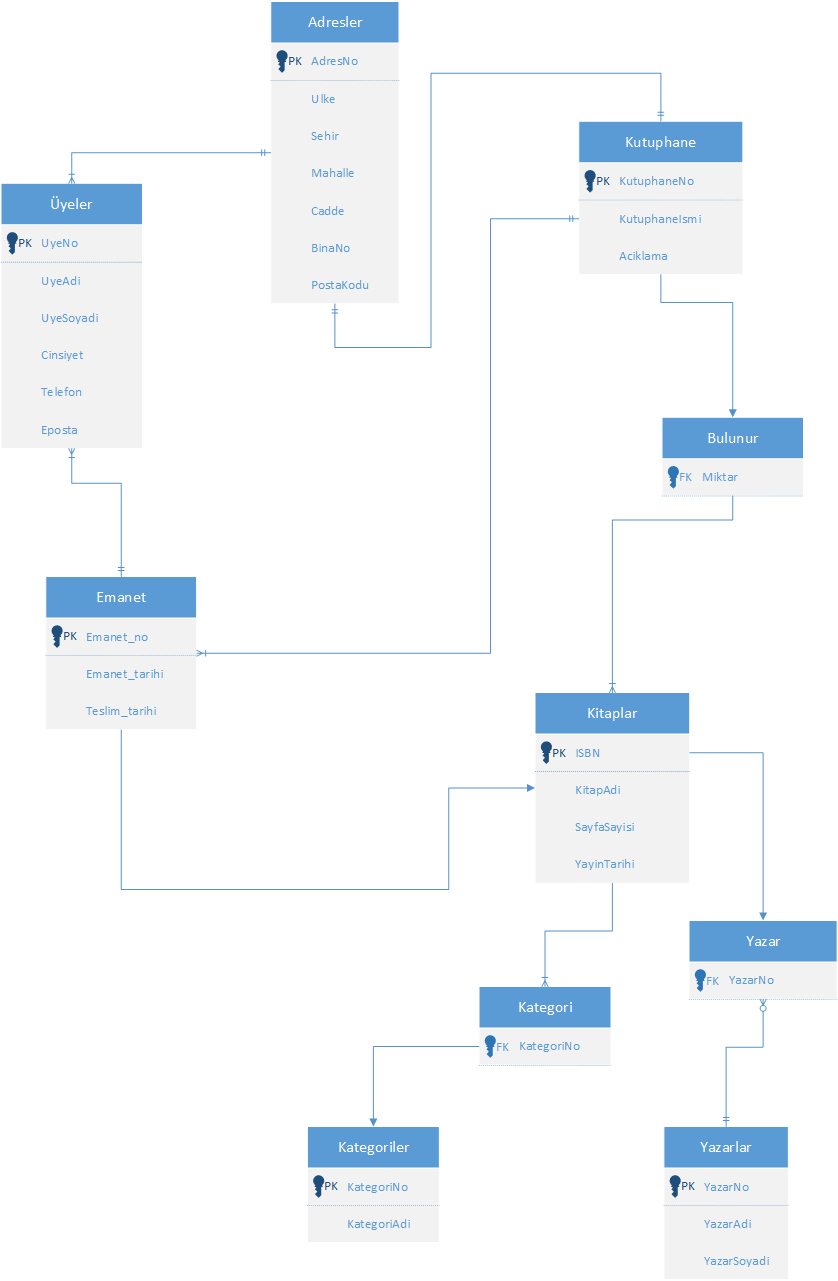 Adresler
PK AdresNo
Ulke
Sehir
Mahalle
Cadde
BinaNo
PostaKodu
Kutuphane
PK KutuphaneNo
KutuphaneIsmi
Aciklama
Üyeler
PK UyeNo
UyeAdi
UyeSoyadi
Cinsiyet
Telefon
Eposta
Bulunur
FK Miktar
Emanet
PK Emanet_no
Emanet_tarihi
Teslim_tarihi
Kitaplar
PK ISBN
KitapAdi
SayfaSayisi
YayinTarihi
Yazar
FK YazarNo
Kategori
FK KategoriNo
Kategoriler
PK KategoriNo
KategoriAdi
Yazarlar
PK YazarNo
YazarAdi
YazarSoyadi